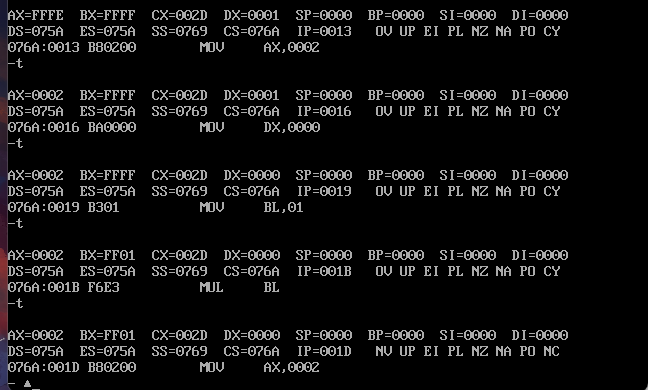 AX=FFFE  BX=FFFF  CX=002D  DX=0001  SP=0000  BP=0000  SI=0000  DI=0000
DS=075A  ES=075A  SS=0769  CS=076A  IP=0013   OV UP EI PL NZ NA PO CY
076A:0013 B80200        MOV     AX,0002
-t
AX=0002  BX=FFFF  CX=002D  DX=0001  SP=0000  BP=0000  SI=0000  DI=0000
DS=075A  ES=075A  SS=0769  CS=076A  IP=0016   OV UP EI PL NZ NA PO CY
076A:0016 BA0000        MOV     DX,0000
-t
AX=0002  BX=FFFF  CX=002D  DX=0000  SP=0000  BP=0000  SI=0000  DI=0000
DS=075A  ES=075A  SS=0769  CS=076A  IP=0019   OV UP EI PL NZ NA PO CY
076A:0019 B301          MOV     BL,01
-t
AX=0002  BX=FF01  CX=002D  DX=0000  SP=0000  BP=0000  SI=0000  DI=0000
DS=075A  ES=075A  SS=0769  CS=076A  IP=001B   OV UP EI PL NZ NA PO CY
076A:001B F6E3          MUL     BL
-t
AX=0002  BX=FF01  CX=002D  DX=0000  SP=0000  BP=0000  SI=0000  DI=0000
DS=075A  ES=075A  SS=0769  CS=076A  IP=001D   NV UP EI PL NZ NA PO NC
076A:001D B80200        MOV     AX,0002
- ▲_